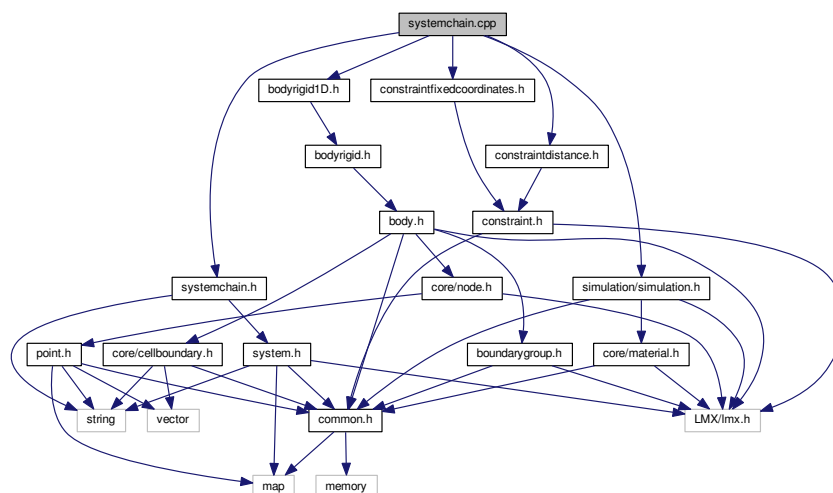 systemchain.cpp
bodyrigid1D.h
constraintfixedcoordinates.h
bodyrigid.h
constraintdistance.h
body.h
constraint.h
systemchain.h
core/node.h
simulation/simulation.h
point.h
core/cellboundary.h
system.h
boundarygroup.h
core/material.h
string
vector
common.h
LMX/lmx.h
map
memory